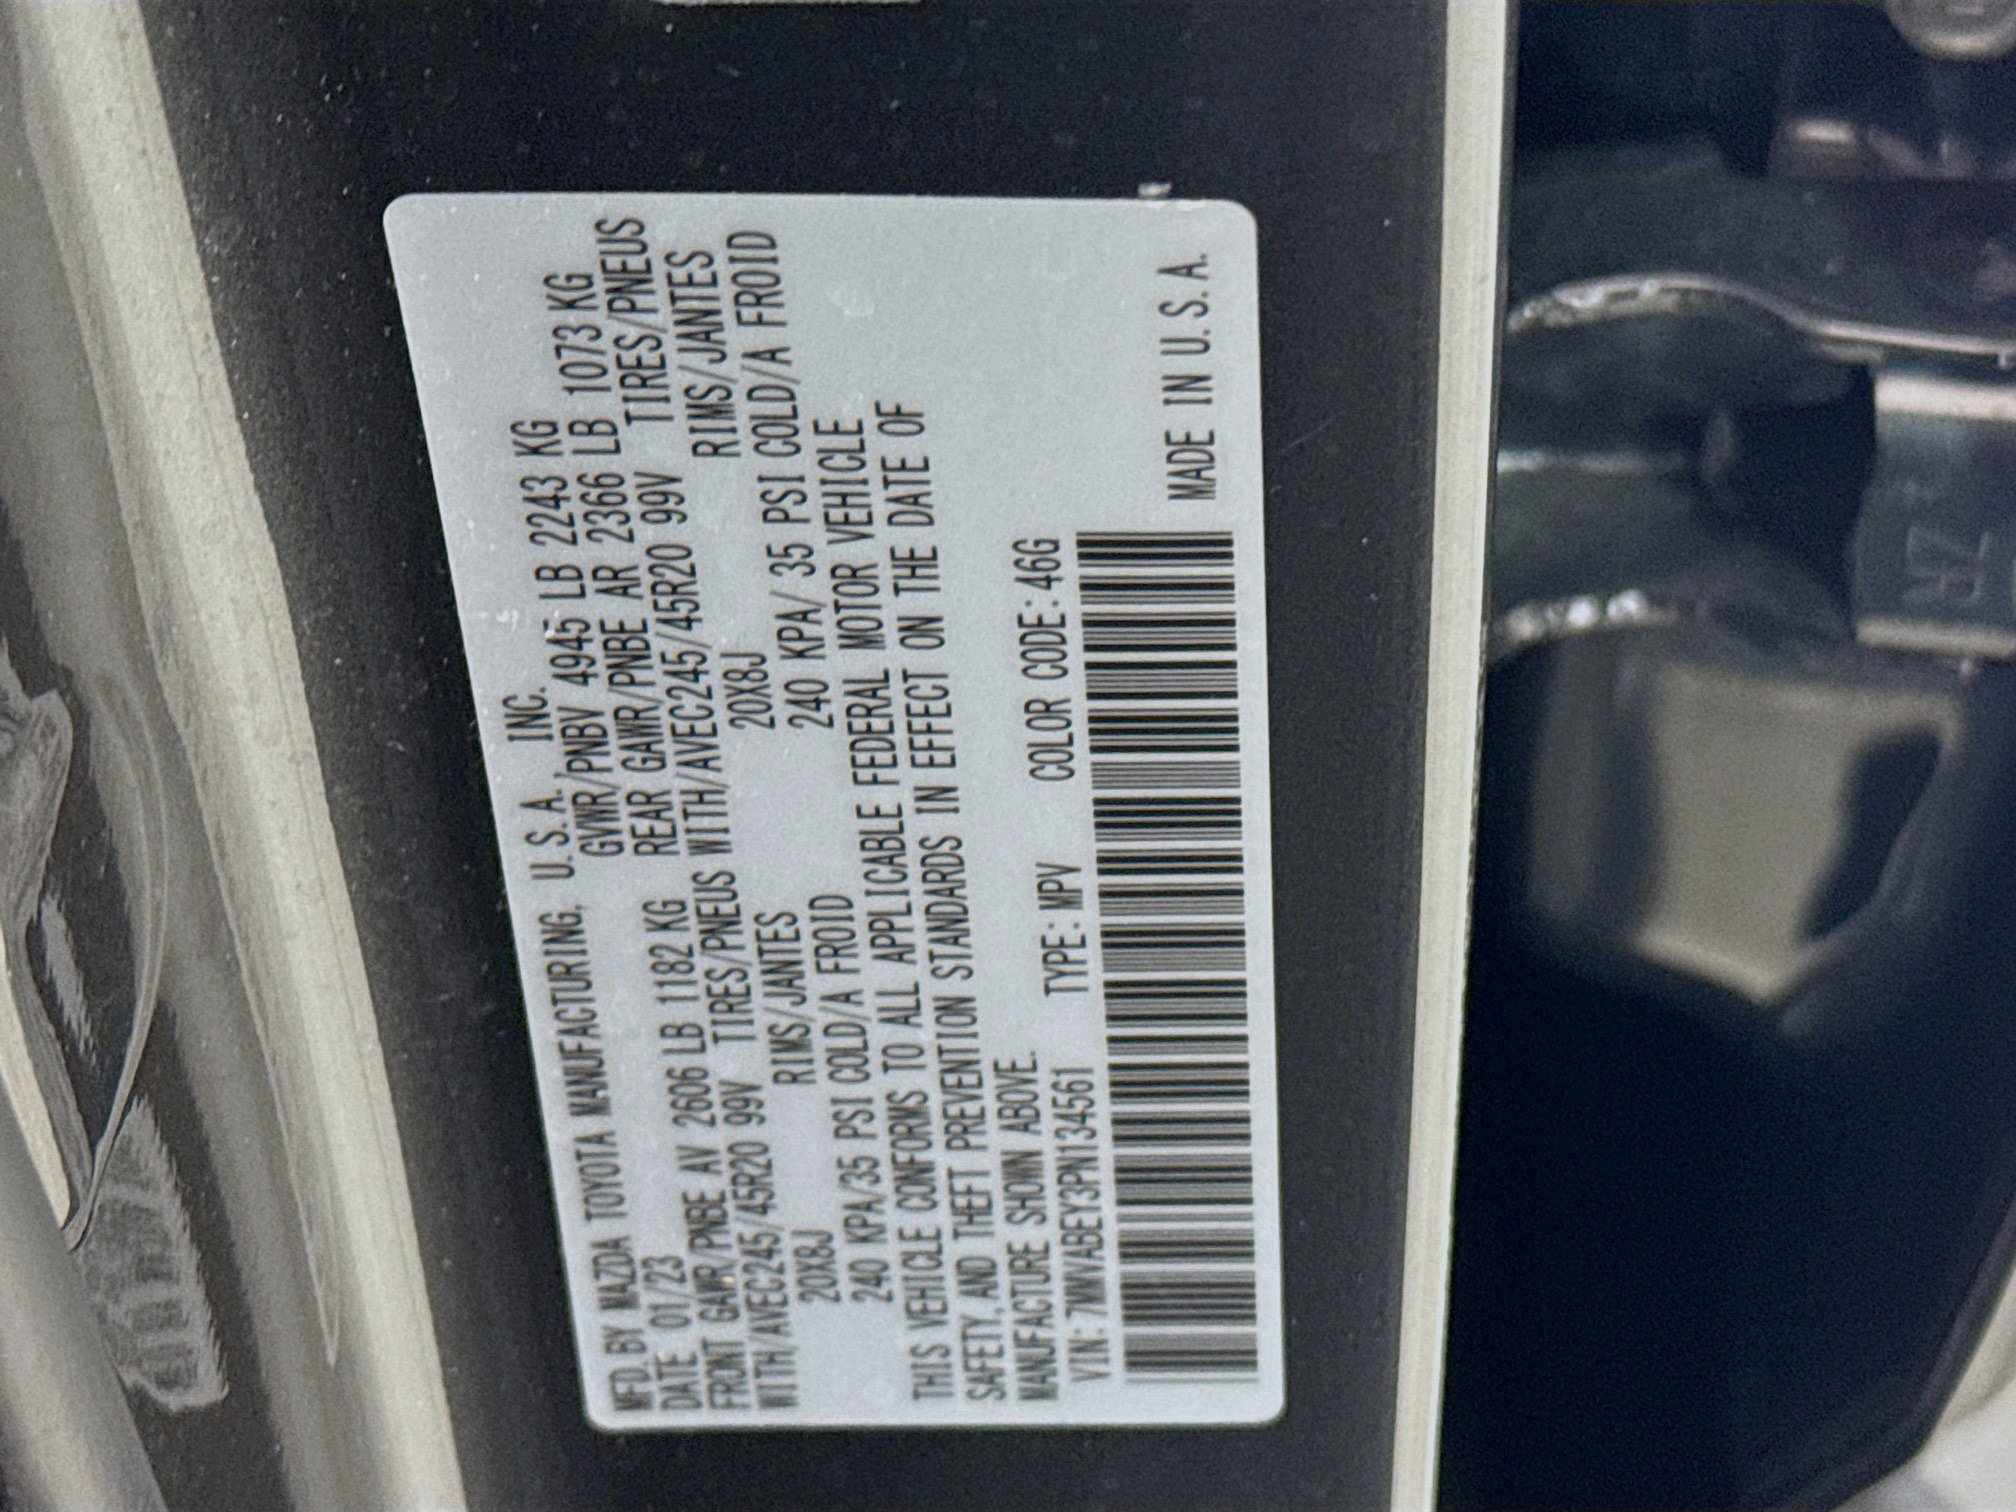 MFD.BY MAZDA TOYOTA MANUFACTURING, U.S.A., INC.
DATE 01/23 GVWR/PNBV 4945 LB 2243 KG
FRONT GAWR/PNBE AV 2606 LB 1182 KG REAR GAWR/PNBE AR 2366 LB 1073 KG
WITH/AVEC245/45R20 99V TIRES/PNEUS WITH/AVEC245/45R20 99V TIRES/PNEUS
20X8J RIMS/JANTES 20X8J RIMS/JANTES
240 KPA/35 PSI COLD/A FROID 240 KPA/ 35 PSI COLD/A FROID
THIS VEHICLE CONFORMS TO ALL APPLICABLE FEDERAL MOTOR VEHICLE
SAFETY, AND THEFT PREVENTION STANDARDS IN EFFECT ON THE DATE OF
MANUFACTURE SHOWN ABOVE.
VIN: 7MMVABEY3PN134561 TYPE: MPV COLOR CODE: 46G
MADE IN U.S.A.